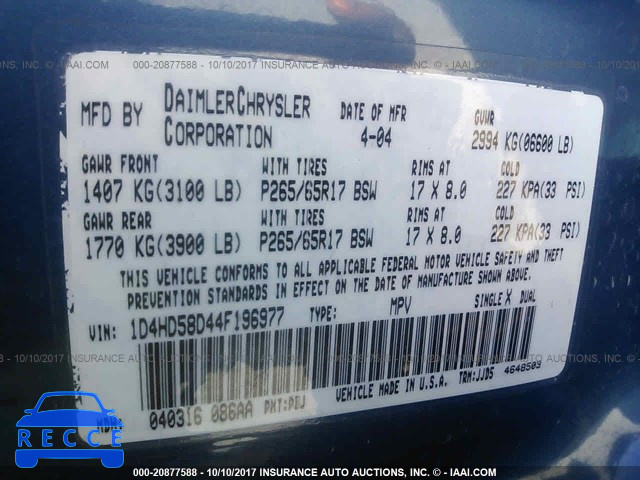 000-20877588 - 10/10/2017 INSURANCE AUTO AUCTIONS, INC. - © - IAAI.COM
MFD BY DAIMLERCHRYSLER CORPORATION DATE OF MFR 4-04 GVWR 2994 KG(06600 LB)
GAWR FRONT WITH TIRES RIMS AT COLD
1407 KG(3100 LB) P265/65R17 BSW 17 X 8.0 227 KPA(33 PSI)
GAWR REAR WITH TIRES RIMS AT COLD
1770 KG(3900 LB) P265/65R17 BSW 17 X 8.0 227 KPA(33 PSI)
THIS VEHICLE CONFORMS TO ALL APPLICABLE FEDERAL MOTOR VEHICLE SAFETY AND THEFT
PREVENTION STANDARDS IN EFFECT ON THE DATE OF MANUFACTURE SHOWN ABOVE.
VIN: 1D4HD58D44F196977 TYPE: MPV SINGLE X DUAL
MDH: 040316 086AA PNT:PBJ VEHICLE MADE IN U.S.A. TRM:JJD5 4648503
RECCE
000-20877588 - 10/10/2017 INSURANCE AUTO AUCTIONS, INC. - © - IAAI.COM